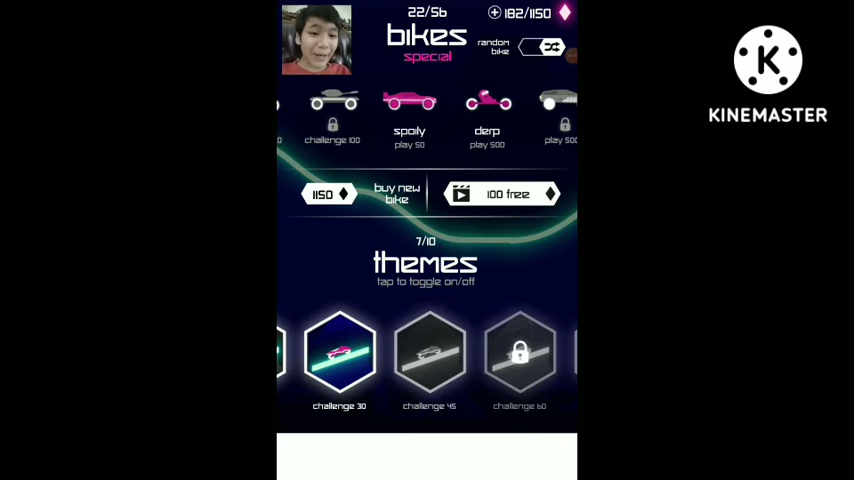 22/56
182/1150
bikes
special
random
bike
0
challenge 100
spoily
play 50
derp
play 500
play 500
1150
buy new
bike
100 free
7/10
themes
tap to toggle on/off
challenge 30
challenge 45
challenge 60
K
KINEMASTER